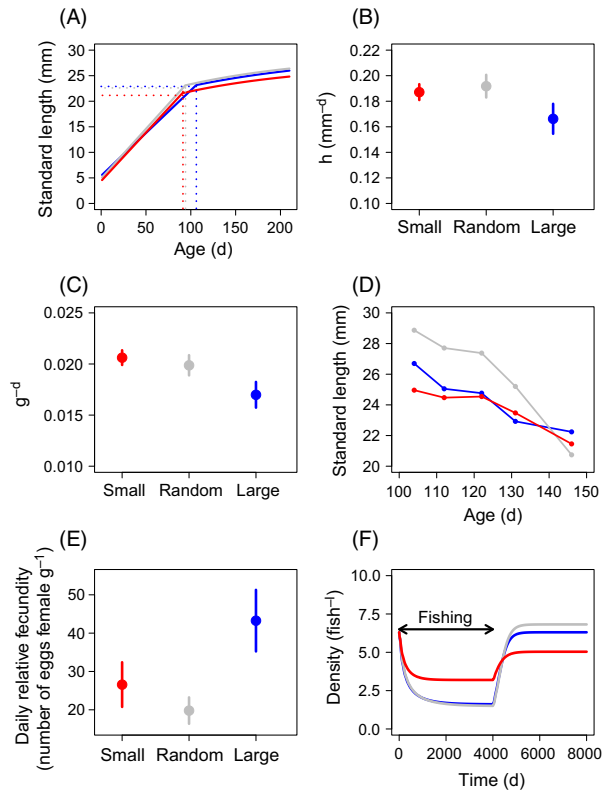 (A)
Standard length (mm)
30
25
20
15
10
5
0
0 50 100 150 200
Age (d)
(B)
h (mm⁻ᵈ)
0.22
0.20
0.18
0.16
0.14
0.12
0.10
Small Random Large
(C)
g⁻ᵈ
0.025
0.020
0.015
0.010
Small Random Large
(D)
Standard length (mm)
30
28
26
24
22
20
100 110 120 130 140 150
Age (d)
(E)
Daily relative fecundity
(number of eggs female g⁻¹)
50
40
30
20
Small Random Large
(F)
Density (fish⁻ˡ)
10.0
7.5
5.0
2.5
0.0
Fishing
0 2000 4000 6000 8000
Time (d)